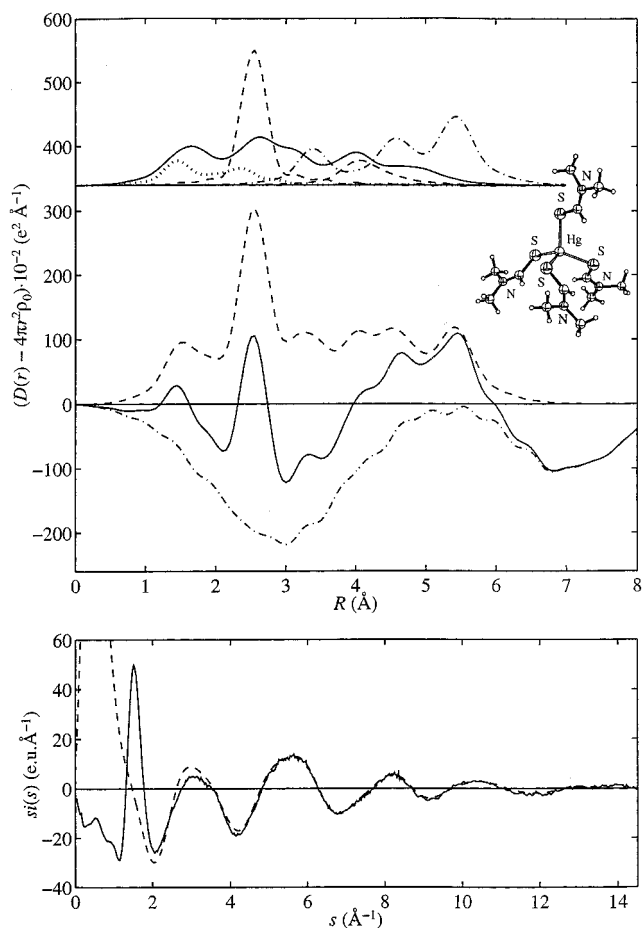 600
500
400
300
200
100
0
−100
−200
(D(r) − 4πr²ρ₀)·10⁻² (e² Å⁻¹)
N
S
S
Hg
S
N
S
N
N
0 1 2 3 4 5 6 7 8
R (Å)
60
40
20
0
−20
−40
si(s) (e.u.Å⁻¹)
0 2 4 6 8 10 12 14
s (Å⁻¹)